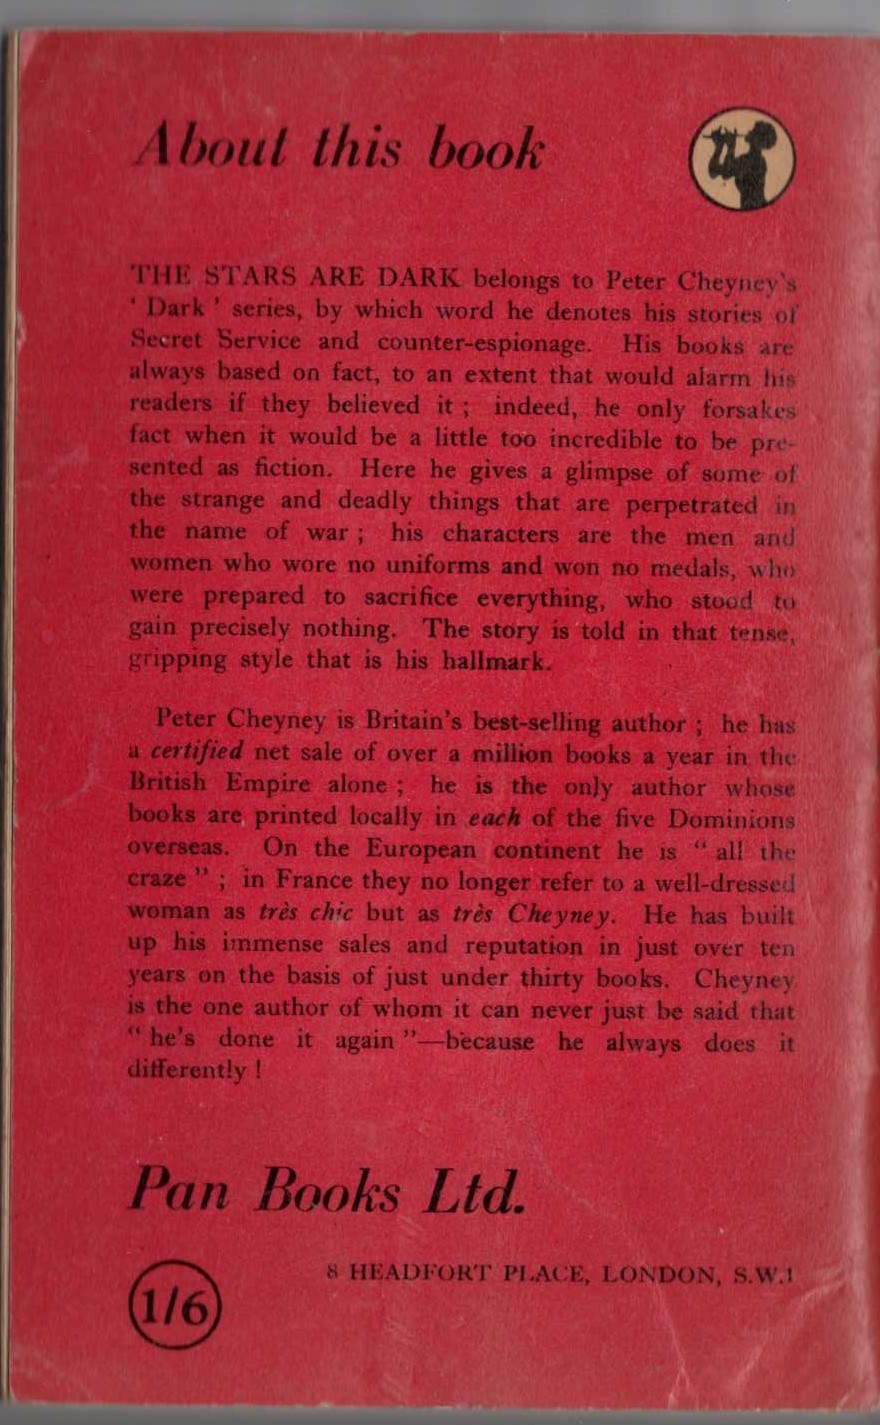 About this book
THE STARS ARE DARK belongs to Peter Cheyney's
' Dark ' series, by which word he denotes his stories of
Secret Service and counter-espionage. His books are
always based on fact, to an extent that would alarm his
readers if they believed it ; indeed, he only forsakes
fact when it would be a little too incredible to be pre-
sented as fiction. Here he gives a glimpse of some of
the strange and deadly things that are perpetrated in
the name of war ; his characters are the men and
women who wore no uniforms and won no medals, who
were prepared to sacrifice everything, who stood to
gain precisely nothing. The story is told in that tense,
gripping style that is his hallmark.
Peter Cheyney is Britain's best-selling author ; he has
a certified net sale of over a million books a year in the
British Empire alone ; he is the only author whose
books are printed locally in each of the five Dominions
overseas. On the European continent he is " all the
craze " ; in France they no longer refer to a well-dressed
woman as très chic but as très Cheyney. He has built
up his immense sales and reputation in just over ten
years on the basis of just under thirty books. Cheyney
is the one author of whom it can never just be said that
" he's done it again "—because he always does it
differently !
Pan Books Ltd.
8 HEADFORT PLACE, LONDON, S.W.1
1/6